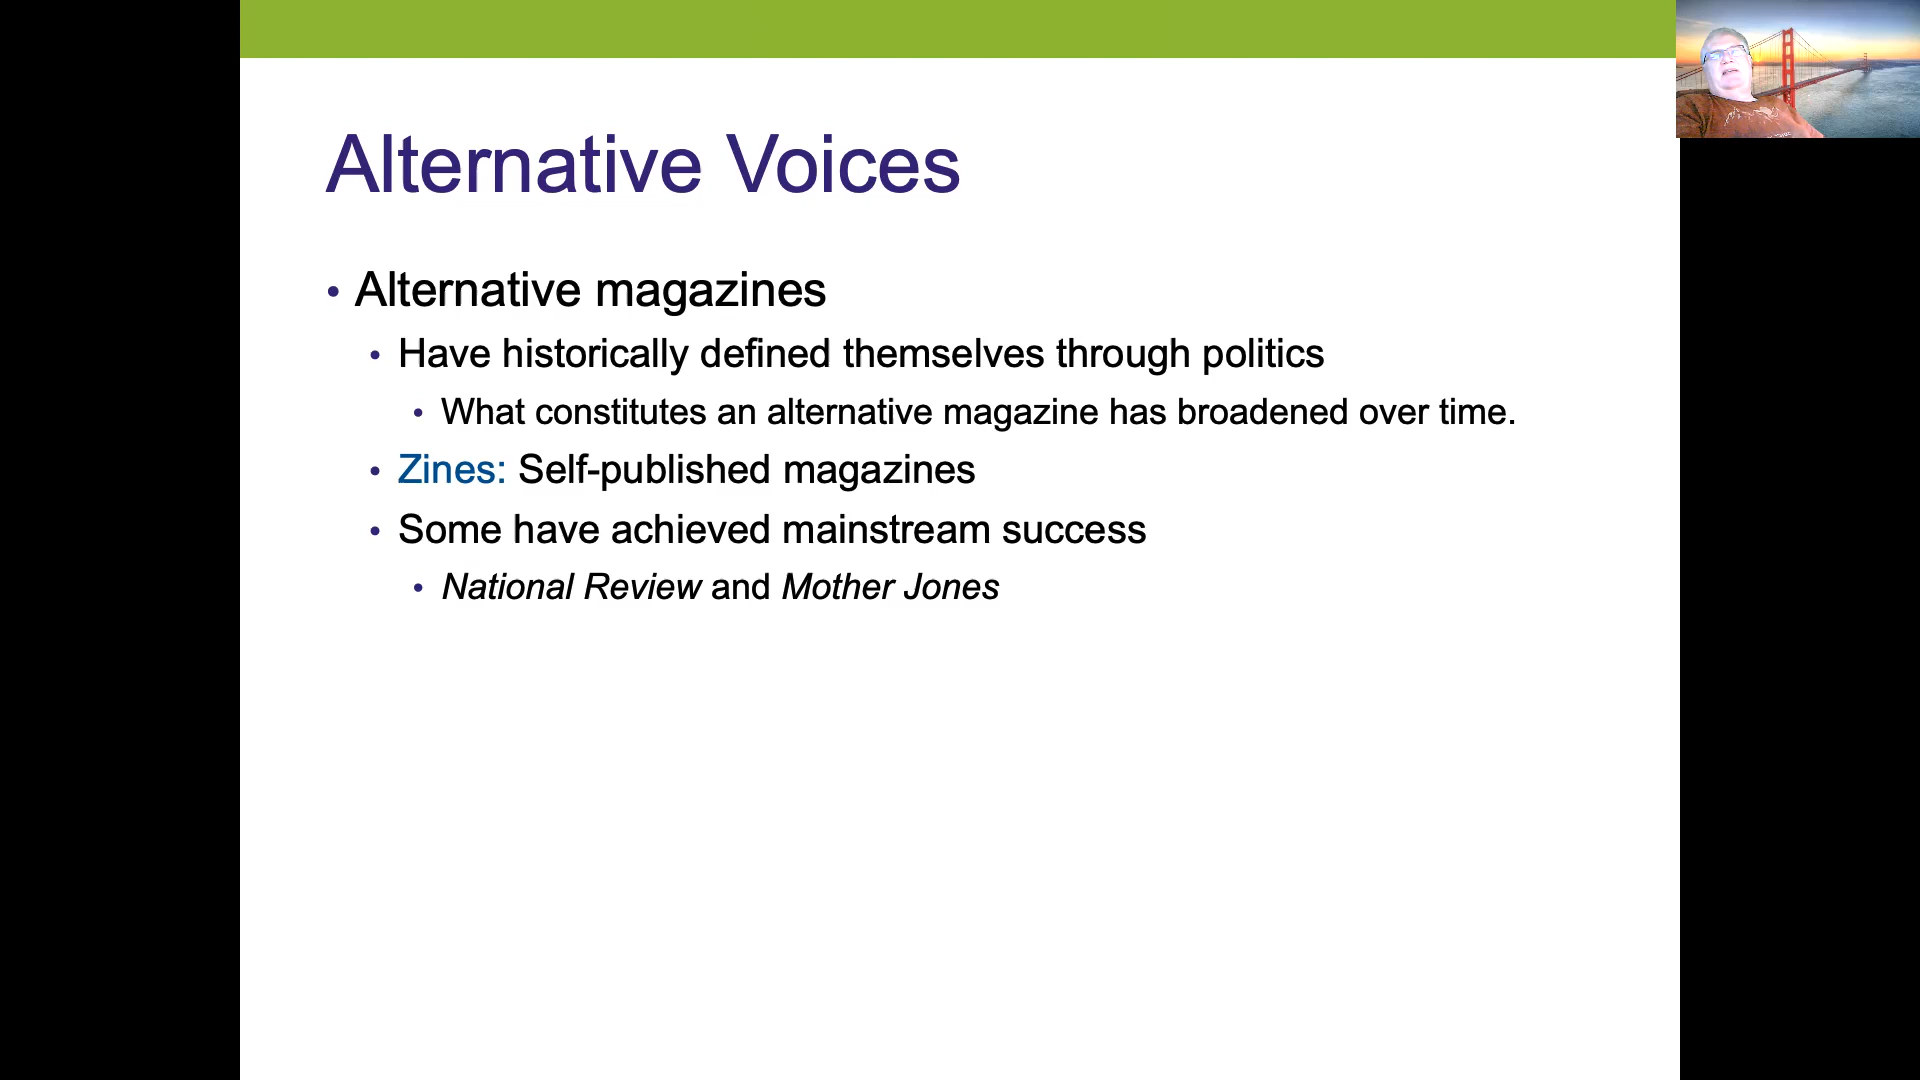 Alternative Voices
• Alternative magazines
• Have historically defined themselves through politics
• What constitutes an alternative magazine has broadened over time.
• Zines: Self-published magazines
• Some have achieved mainstream success
• National Review and Mother Jones